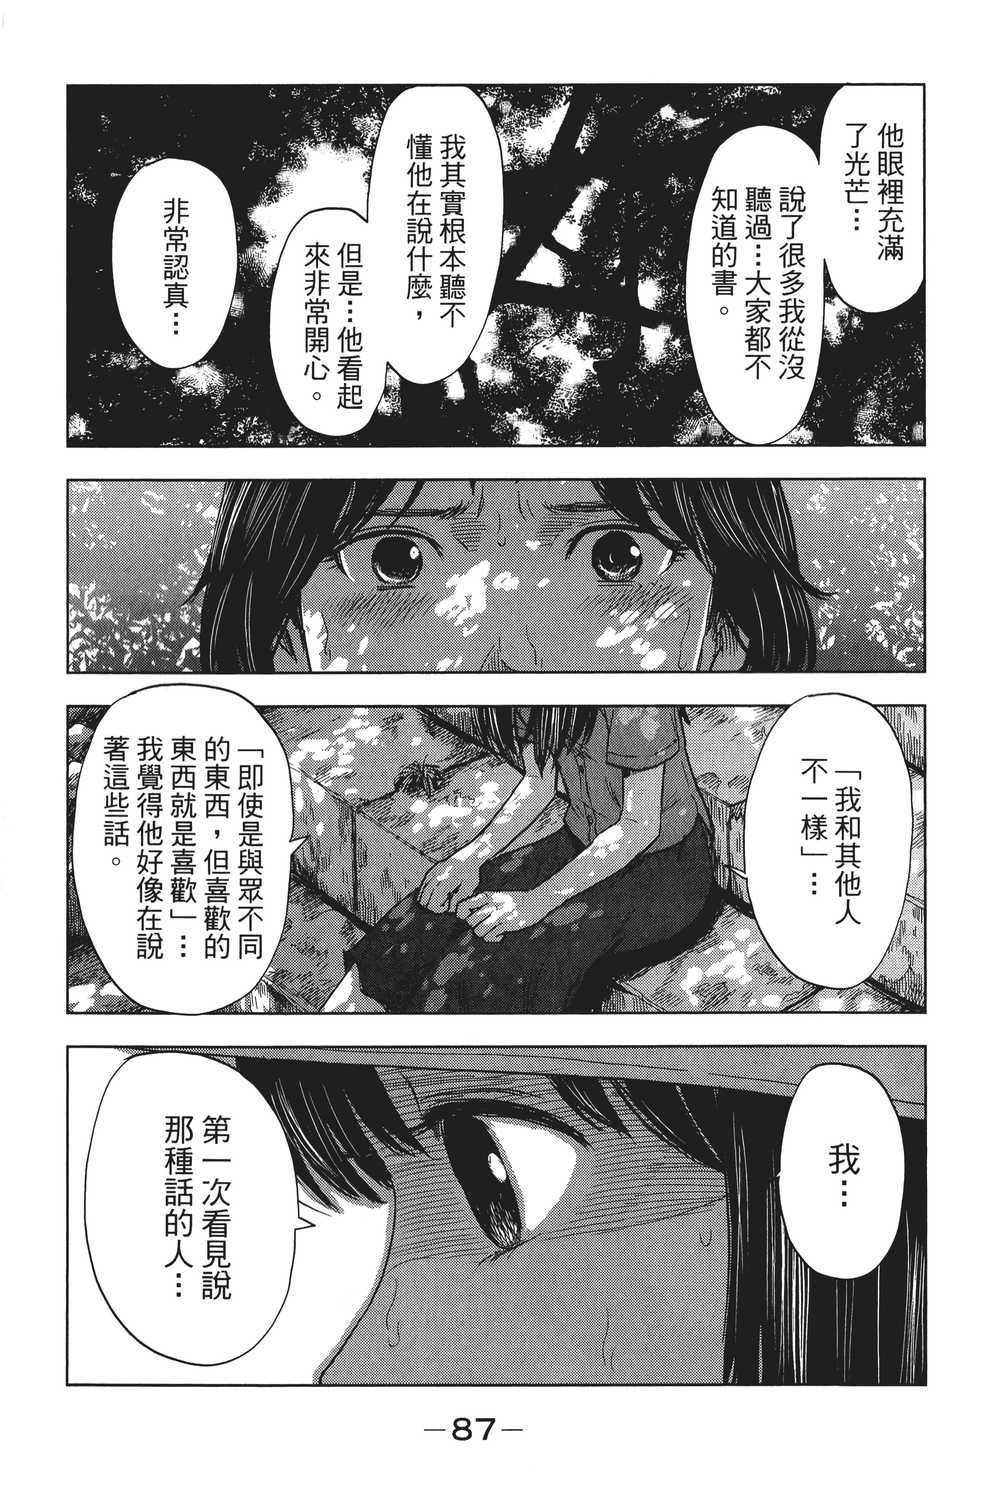 他眼裡充滿
了光芒…
說了很多我從沒
聽過…大家都不
知道的書。
我其實根本聽不
懂他在說什麼，
但是…他看起
來非常開心。
非常認真…
「我和其他人
不一樣」…
「即使是與眾不同
的東西，但喜歡的
東西就是喜歡」…
我覺得他好像在說
著這些話。
我…
第一次看見說
那種話的人…
－87－